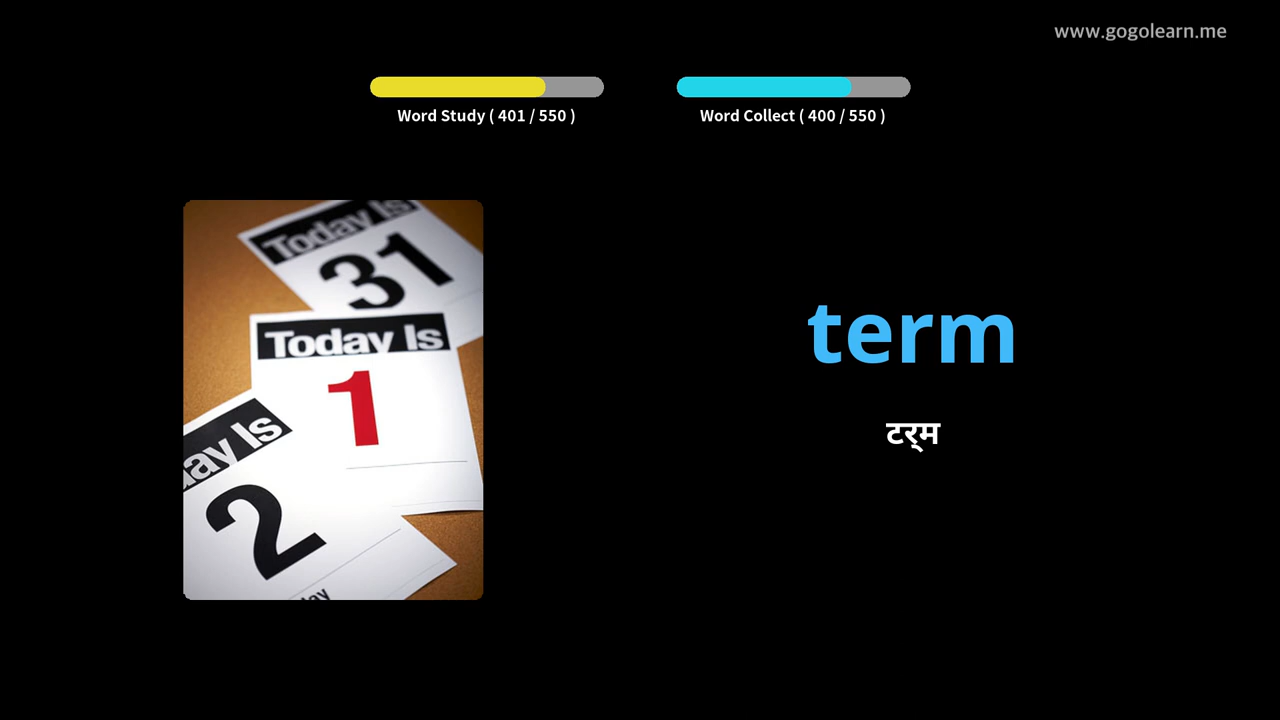 www.gogolearn.me
Word Study ( 401 / 550 )
Word Collect ( 400 / 550 )
Today Is
31
Today Is
1
ay Is
2
term
टर्म